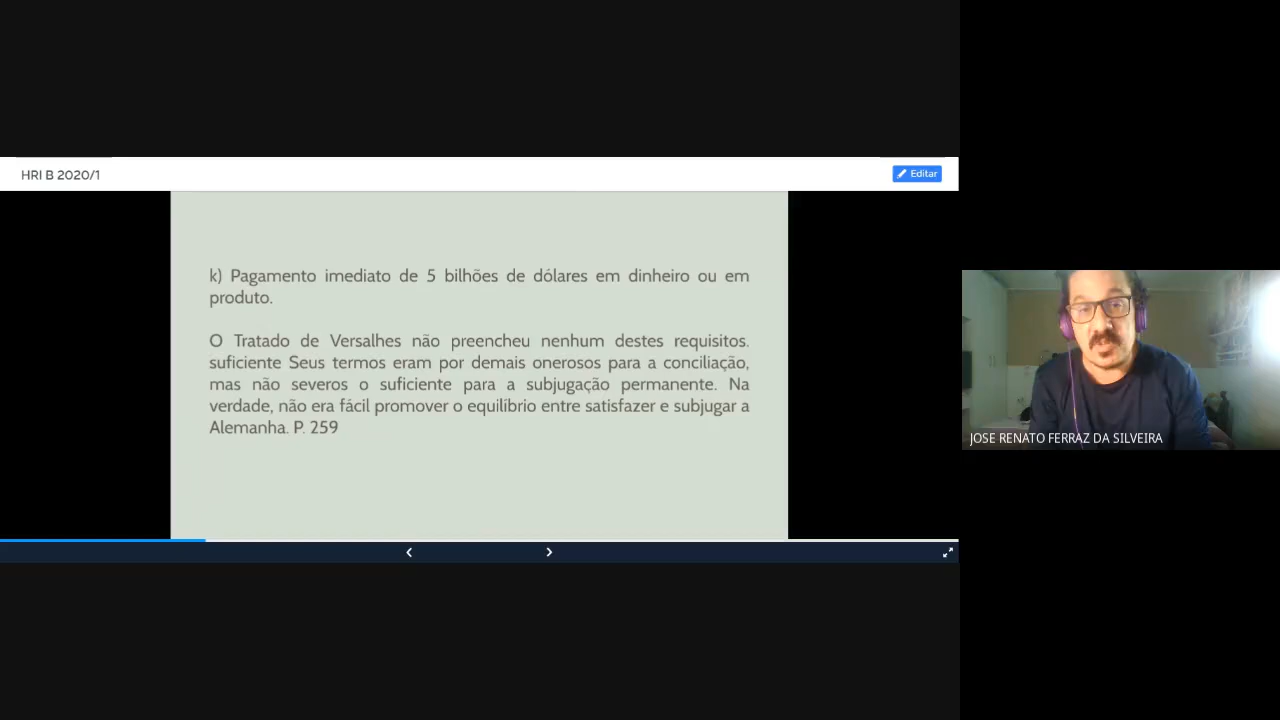 HRI B 2020/1
Editar
k) Pagamento imediato de 5 bilhões de dólares em dinheiro ou em
produto.
O Tratado de Versalhes não preencheu nenhum destes requisitos.
suficiente Seus termos eram por demais onerosos para a conciliação,
mas não severos o suficiente para a subjugação permanente. Na
verdade, não era fácil promover o equilíbrio entre satisfazer e subjugar a
Alemanha. P. 259
JOSE RENATO FERRAZ DA SILVEIRA